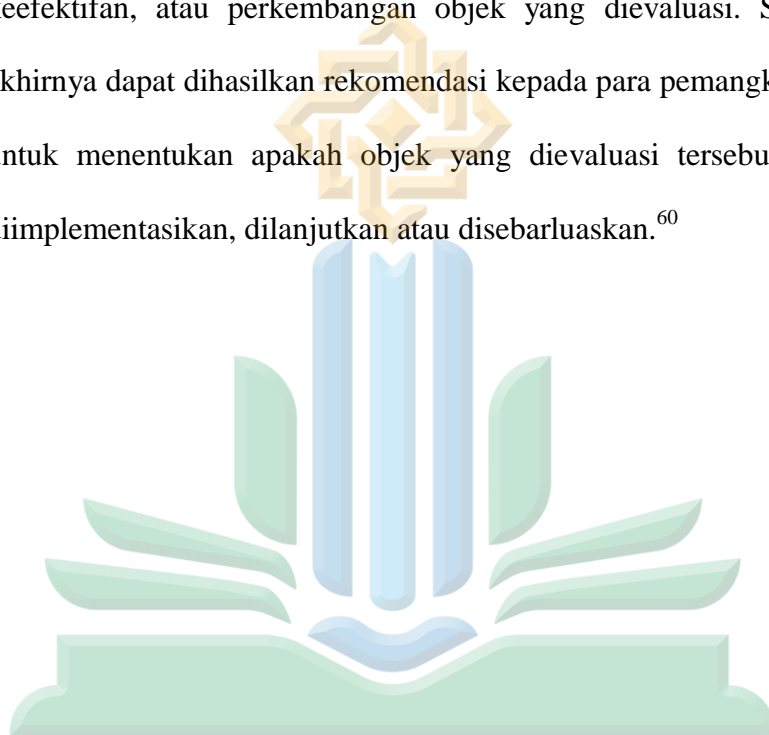 keefektifan, atau perkembangan objek yang dievaluasi. S
akhirnya dapat dihasilkan rekomendasi kepada para pemangk
untuk menentukan apakah objek yang dievaluasi tersebu
diimplementasikan, dilanjutkan atau disebarluaskan.60